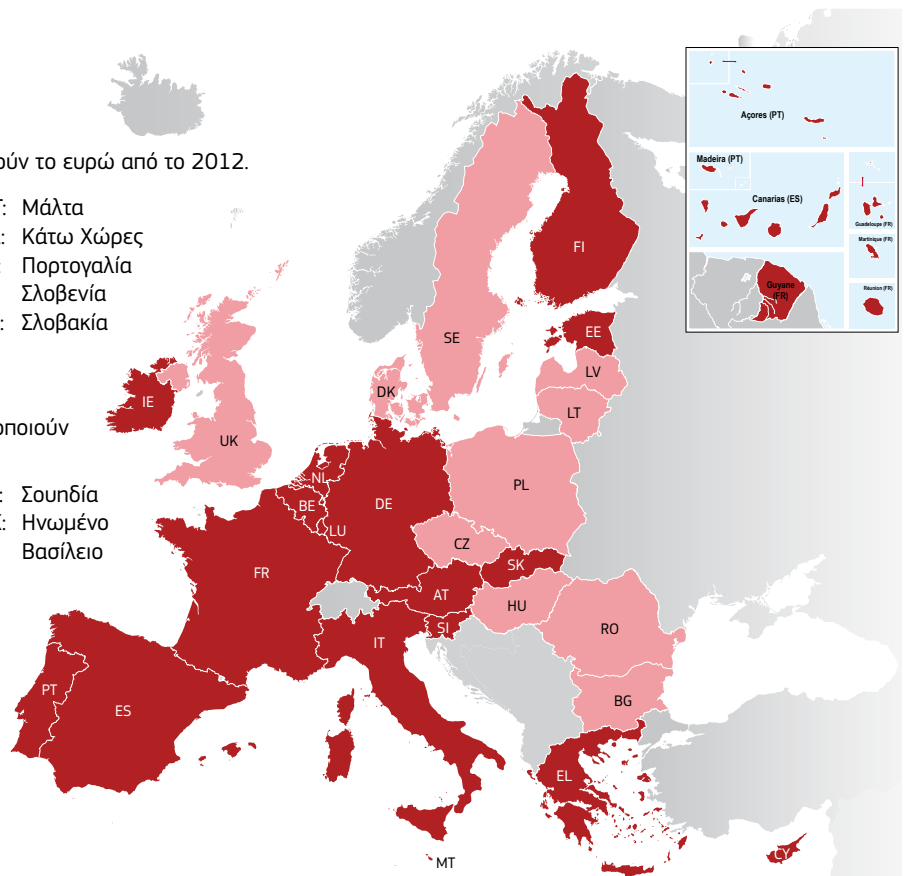 ούν το ευρώ από το 2012.
Μάλτα
Κάτω Χώρες
Πορτογαλία
Σλοβενία
Σλοβακία
οποιούν
Σουηδία
Ηνωμένο
Βασίλειο
Açores (PT)
Madeira (PT)
Canarias (ES)
Guadeloupe (FR)
Martinique (FR)
Guyane
(FR)
Réunion (FR)
FI
SE
EE
LV
LT
DK
IE
UK
NL
BE
LU
DE
PL
CZ
SK
FR
AT
HU
SI
IT
RO
BG
PT
ES
EL
MT
CY